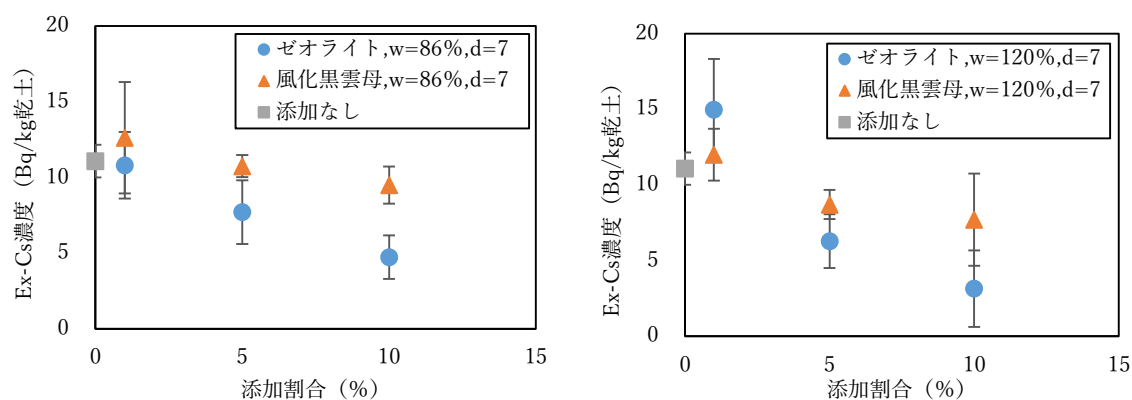 20
15
10
5
0
Ex-Cs濃度（Bq/kg乾土）
ゼオライト,w=86%,d=7
風化黒雲母,w=86%,d=7
添加なし
0 5 10 15
添加割合（%）
20
15
10
5
0
Ex-Cs濃度（Bq/kg乾土）
ゼオライト,w=120%,d=7
風化黒雲母,w=120%,d=7
添加なし
0 5 10 15
添加割合（%）